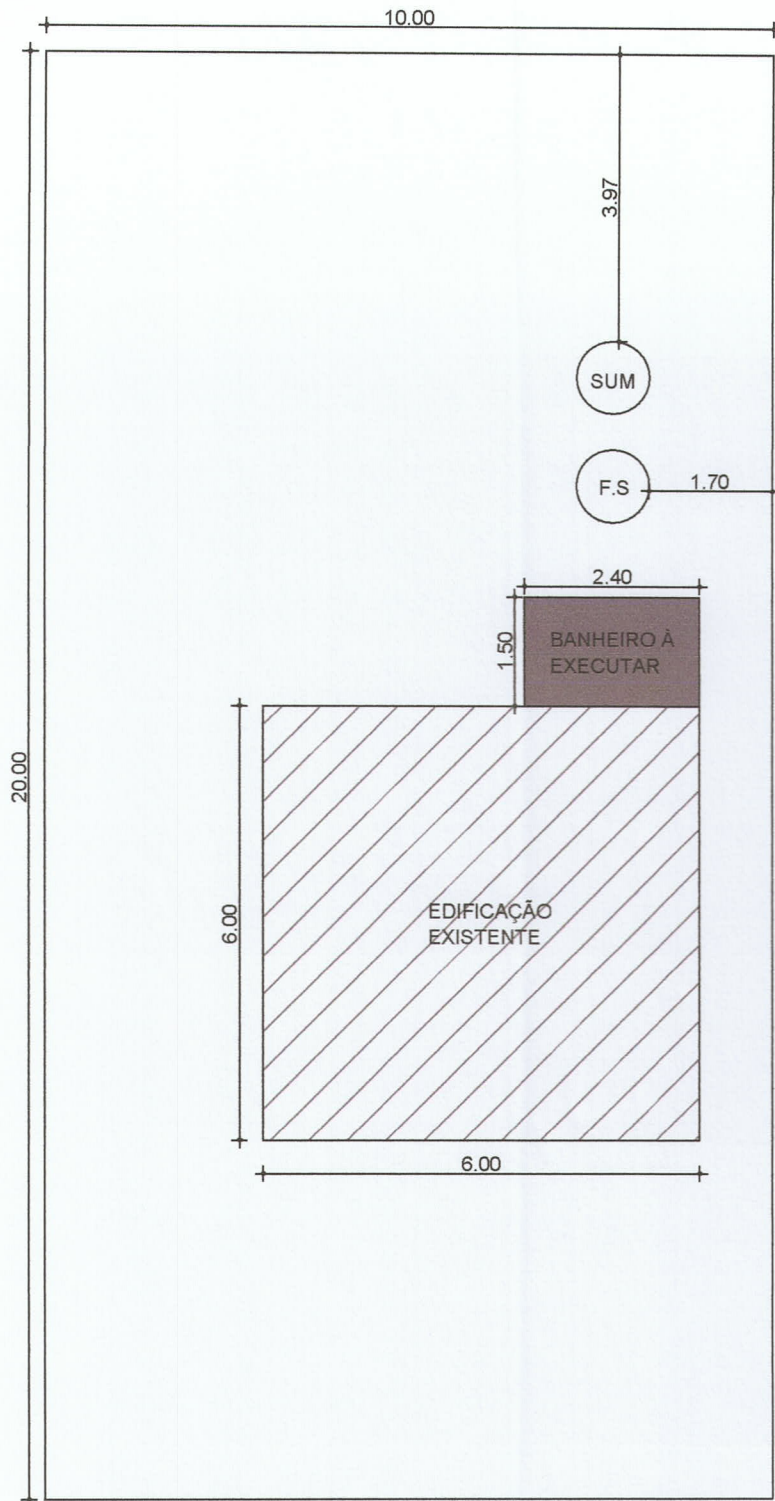 10.00
3.97
SUM
F.S
1.70
2.40
1.50
BANHEIRO À
EXECUTAR
20.00
6.00
EDIFICAÇÃO
EXISTENTE
6.00